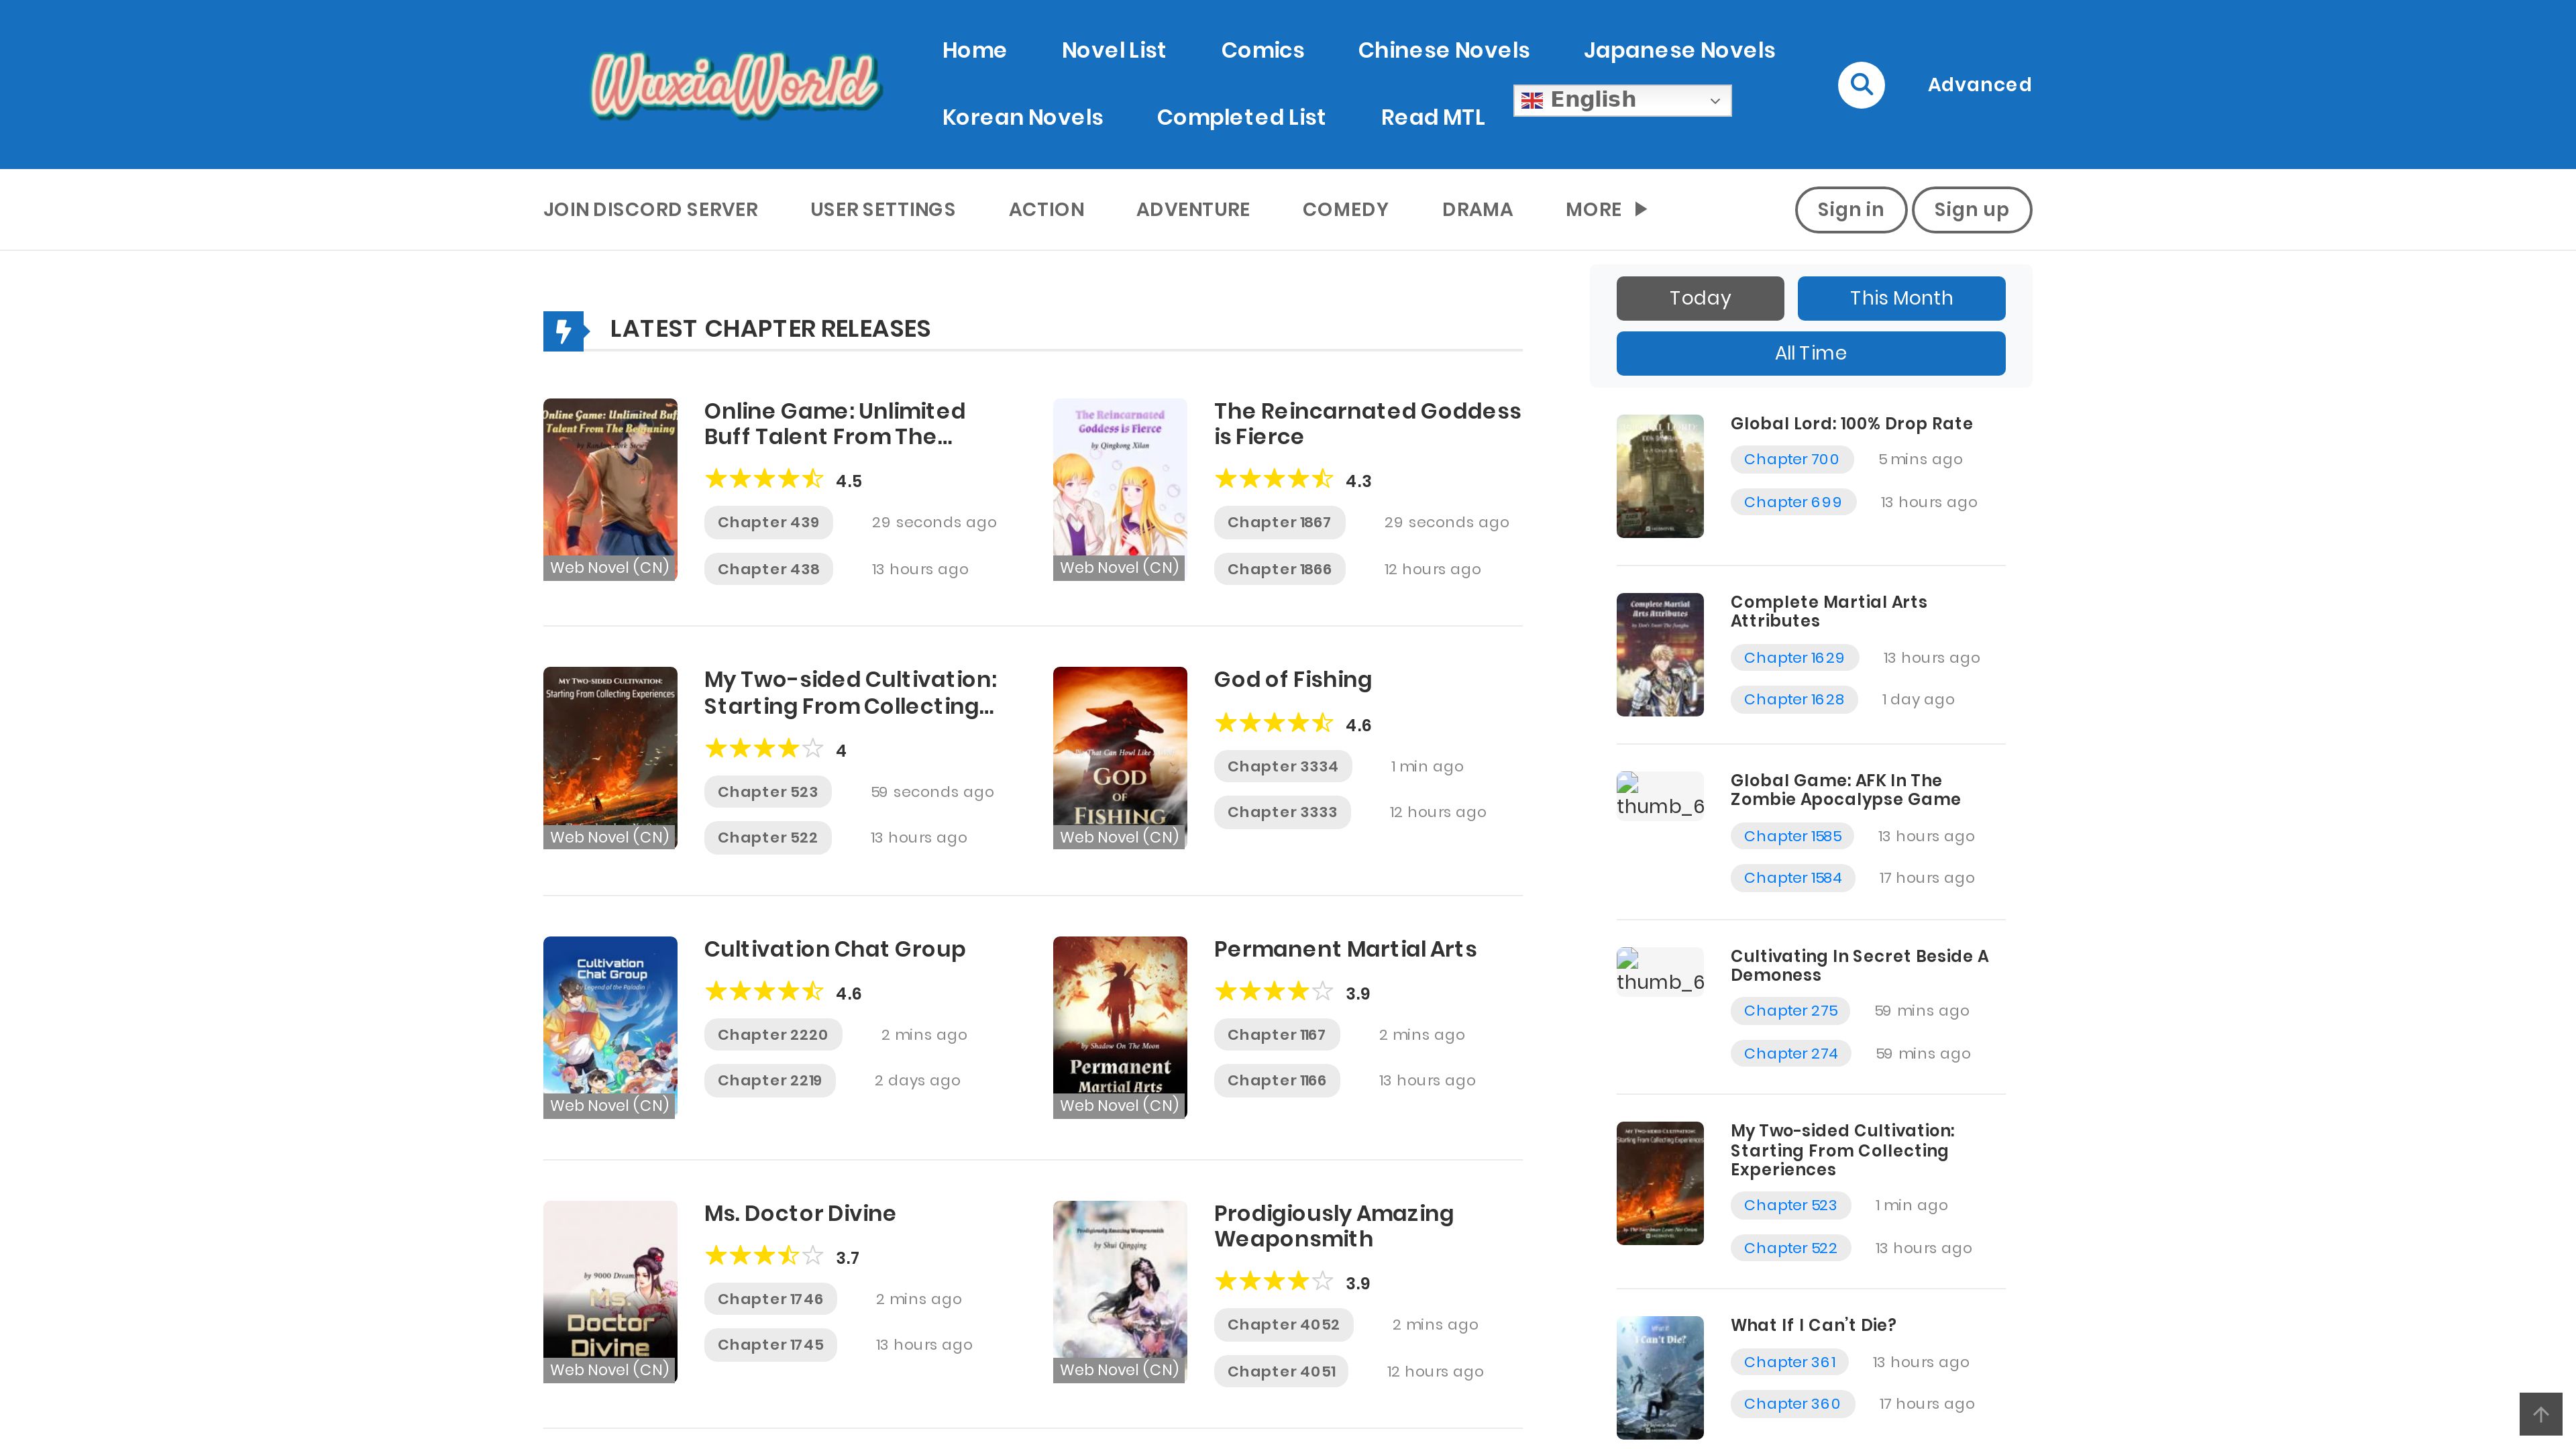 WuxiaWorld
Home
Novel List
Comics
Chinese Novels
Japanese Novels
Korean Novels
Completed List
Read MTL
English
Advanced
JOIN DISCORD SERVER
USER SETTINGS
ACTION
ADVENTURE
COMEDY
DRAMA
MORE
Sign in
Sign up
LATEST CHAPTER RELEASES
Online Game: Unlimited Buff
Talent From The Beginning
Web Novel (CN)
Online Game: Unlimited
Buff Talent From The...
4.5
Chapter 439
29 seconds ago
Chapter 438
13 hours ago
The Reincarnated
Goddess is Fierce
by Qingkong Xilan
Web Novel (CN)
The Reincarnated Goddess
is Fierce
4.3
Chapter 1867
29 seconds ago
Chapter 1866
12 hours ago
My Two-sided Cultivation:
Starting From Collecting Experiences
Web Novel (CN)
My Two-sided Cultivation:
Starting From Collecting...
4
Chapter 523
59 seconds ago
Chapter 522
13 hours ago
That Can Howl Like
GOD
OF
FISHING
Web Novel (CN)
God of Fishing
4.6
Chapter 3334
1 min ago
Chapter 3333
12 hours ago
Cultivation
Chat Group
by Legend of the Paladin
Web Novel (CN)
Cultivation Chat Group
4.6
Chapter 2220
2 mins ago
Chapter 2219
2 days ago
by Shadow On The Moon
Permanent
Martial Arts
Web Novel (CN)
Permanent Martial Arts
3.9
Chapter 1167
2 mins ago
Chapter 1166
13 hours ago
by 9000 Dream
Ms.
Doctor
Divine
Web Novel (CN)
Ms. Doctor Divine
3.7
Chapter 1746
2 mins ago
Chapter 1745
13 hours ago
Prodigiously Amazing Weaponsmith
by Shui Qingqing
Web Novel (CN)
Prodigiously Amazing
Weaponsmith
3.9
Chapter 4052
2 mins ago
Chapter 4051
12 hours ago
Today
This Month
All Time
Global Lord: 100% Drop Rate
Chapter 700
5 mins ago
Chapter 699
13 hours ago
Complete Martial
Arts Attributes
Complete Martial Arts
Attributes
Chapter 1629
13 hours ago
Chapter 1628
1 day ago
thumb_6
Global Game: AFK In The
Zombie Apocalypse Game
Chapter 1585
13 hours ago
Chapter 1584
17 hours ago
thumb_6
Cultivating In Secret Beside A
Demoness
Chapter 275
59 mins ago
Chapter 274
59 mins ago
My Two-sided Cultivation:
Starting From Collecting Experiences
My Two-sided Cultivation:
Starting From Collecting
Experiences
Chapter 523
1 min ago
Chapter 522
13 hours ago
What If
I Can't Die?
What If I Can’t Die?
Chapter 361
13 hours ago
Chapter 360
17 hours ago